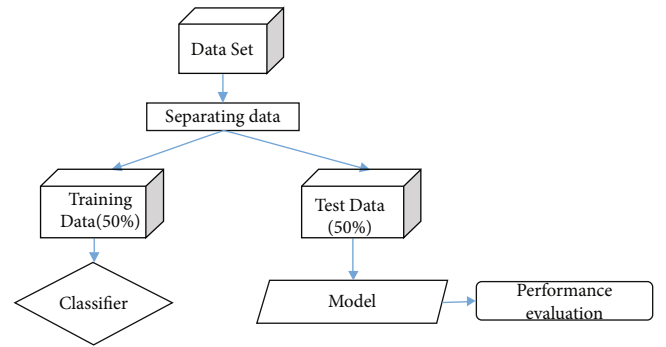 Data Set
Separating data
Training
Data(50%)
Test Data
(50%)
Classifier
Model
Performance
evaluation